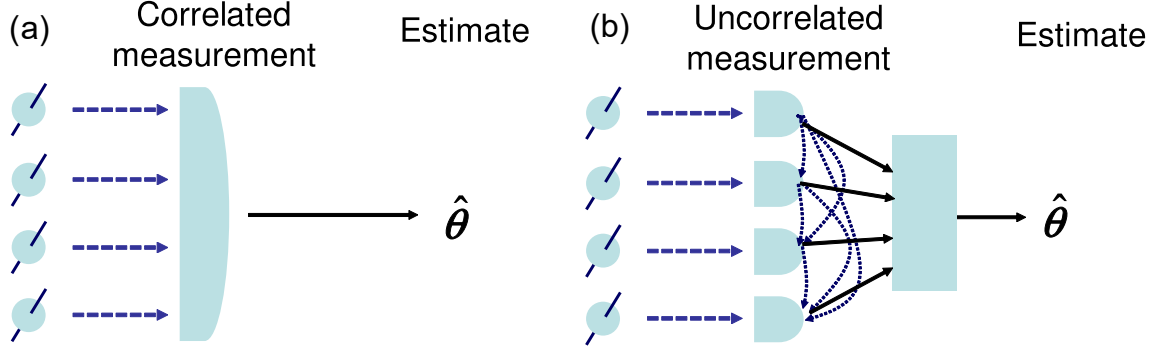 (a)
Correlated
measurement
Estimate
θ̂
(b)
Uncorrelated
measurement
Estimate
θ̂